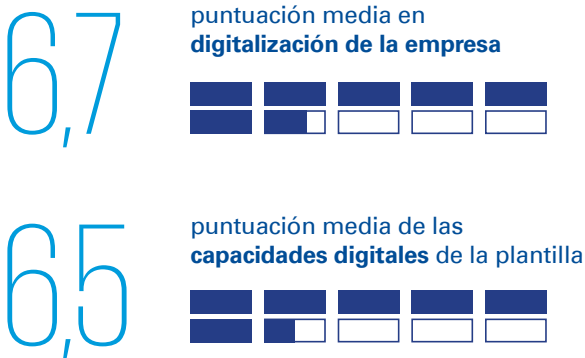 6,7
puntuación media en
digitalización de la empresa
6,5
puntuación media de las
capacidades digitales de la plantilla